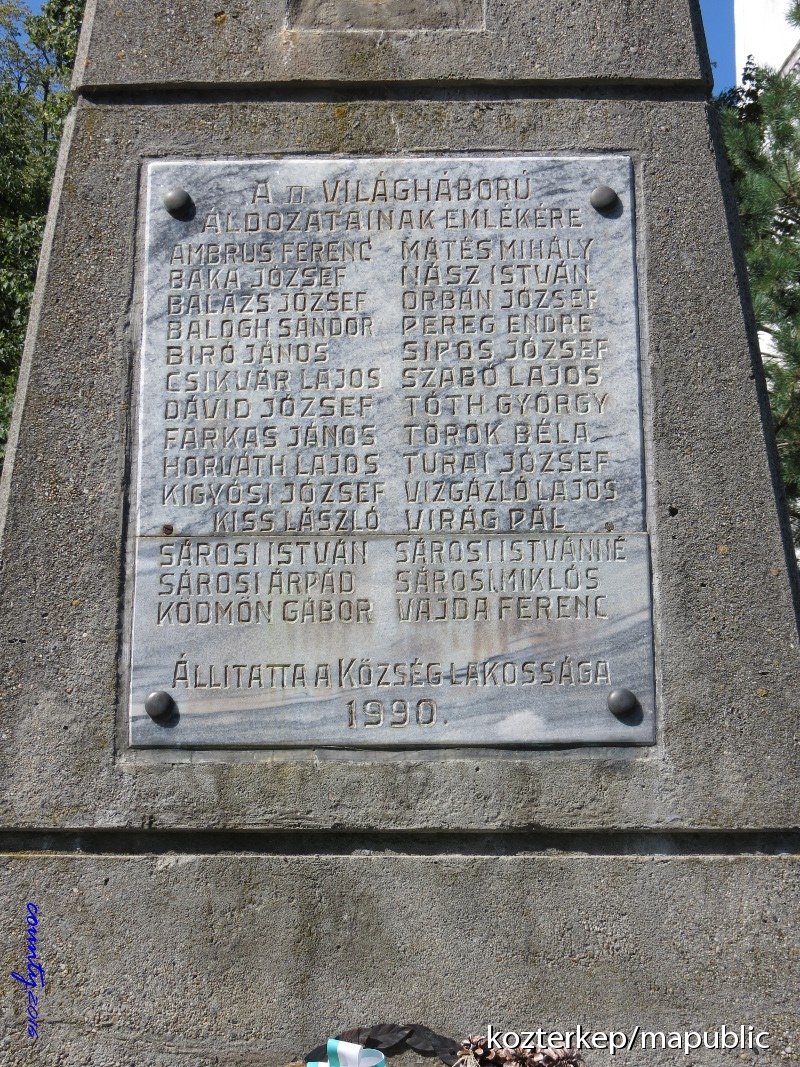 A II VILÁGHÁBORÚ
ÁLDOZATAINAK EMLÉKÉRE
AMBRUS FERENC MÁTÉS MIHÁLY
BAKA JÓZSEF NÁSZ ISTVÁN
BALÁZS JÓZSEF ORBÁN JÓZSEF
BALOGH SÁNDOR PEREG ENDRE
BIRÓ JÁNOS SIPOS JÓZSEF
CSIKVÁR LAJOS SZABÓ LAJOS
DÁVID JÓZSEF TÓTH GYÖRGY
FARKAS JÁNOS TÖRÖK BÉLA
HORVÁTH LAJOS TURAI JÓZSEF
KIGYÓSI JÓZSEF VIZGÁZLÓ LAJOS
KISS LÁSZLÓ VIRÁG PÁL
SÁROSI ISTVÁN SÁROSI ISTVÁNNÉ
SÁROSI ÁRPÁD SÁROSI MIKLÓS
KÖDMÖN GÁBOR VAJDA FERENC
ÁLLITATTA A KÖZSÉG LAKOSSÁGA
1990.
county 2016
kozterkep/mapublic